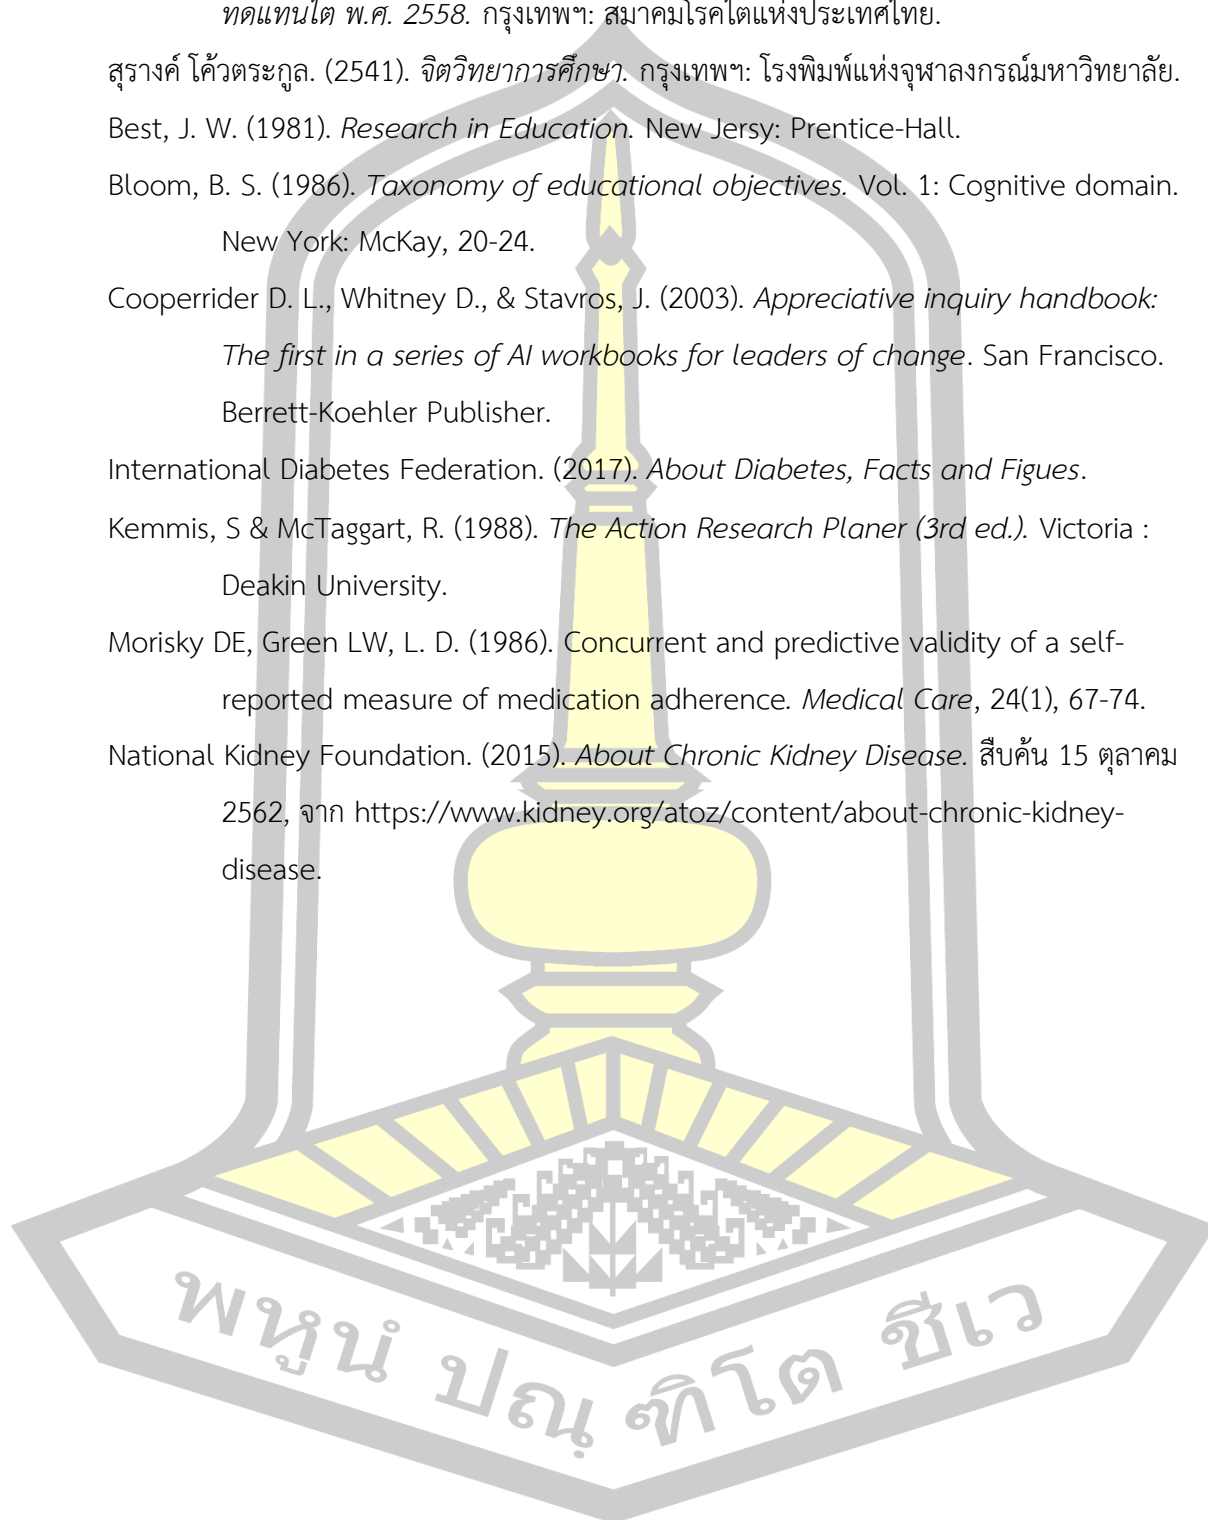 ทดแทนไต พ.ศ. 2558. กรุงเทพฯ: สมาคมโรคไตแห่งประเทศไทย.
สุรางค์ โค้วตระกูล. (2541). จิตวิทยาการศึกษา. กรุงเทพฯ: โรงพิมพ์แห่งจุฬาลงกรณ์มหาวิทยาลัย.
Best, J. W. (1981). Research in Education. New Jersy: Prentice-Hall.
Bloom, B. S. (1986). Taxonomy of educational objectives. Vol. 1: Cognitive domain.
New York: McKay, 20-24.
Cooperrider D. L., Whitney D., & Stavros, J. (2003). Appreciative inquiry handbook:
The first in a series of AI workbooks for leaders of change. San Francisco.
Berrett-Koehler Publisher.
International Diabetes Federation. (2017). About Diabetes, Facts and Figues.
Kemmis, S & McTaggart, R. (1988). The Action Research Planer (3rd ed.). Victoria :
Deakin University.
Morisky DE, Green LW, L. D. (1986). Concurrent and predictive validity of a self-
reported measure of medication adherence. Medical Care, 24(1), 67-74.
National Kidney Foundation. (2015). About Chronic Kidney Disease. สืบค้น 15 ตุลาคม
2562, จาก https://www.kidney.org/atoz/content/about-chronic-kidney-
disease.
พหูนํ ปณฺ ฑิโต ชีเว